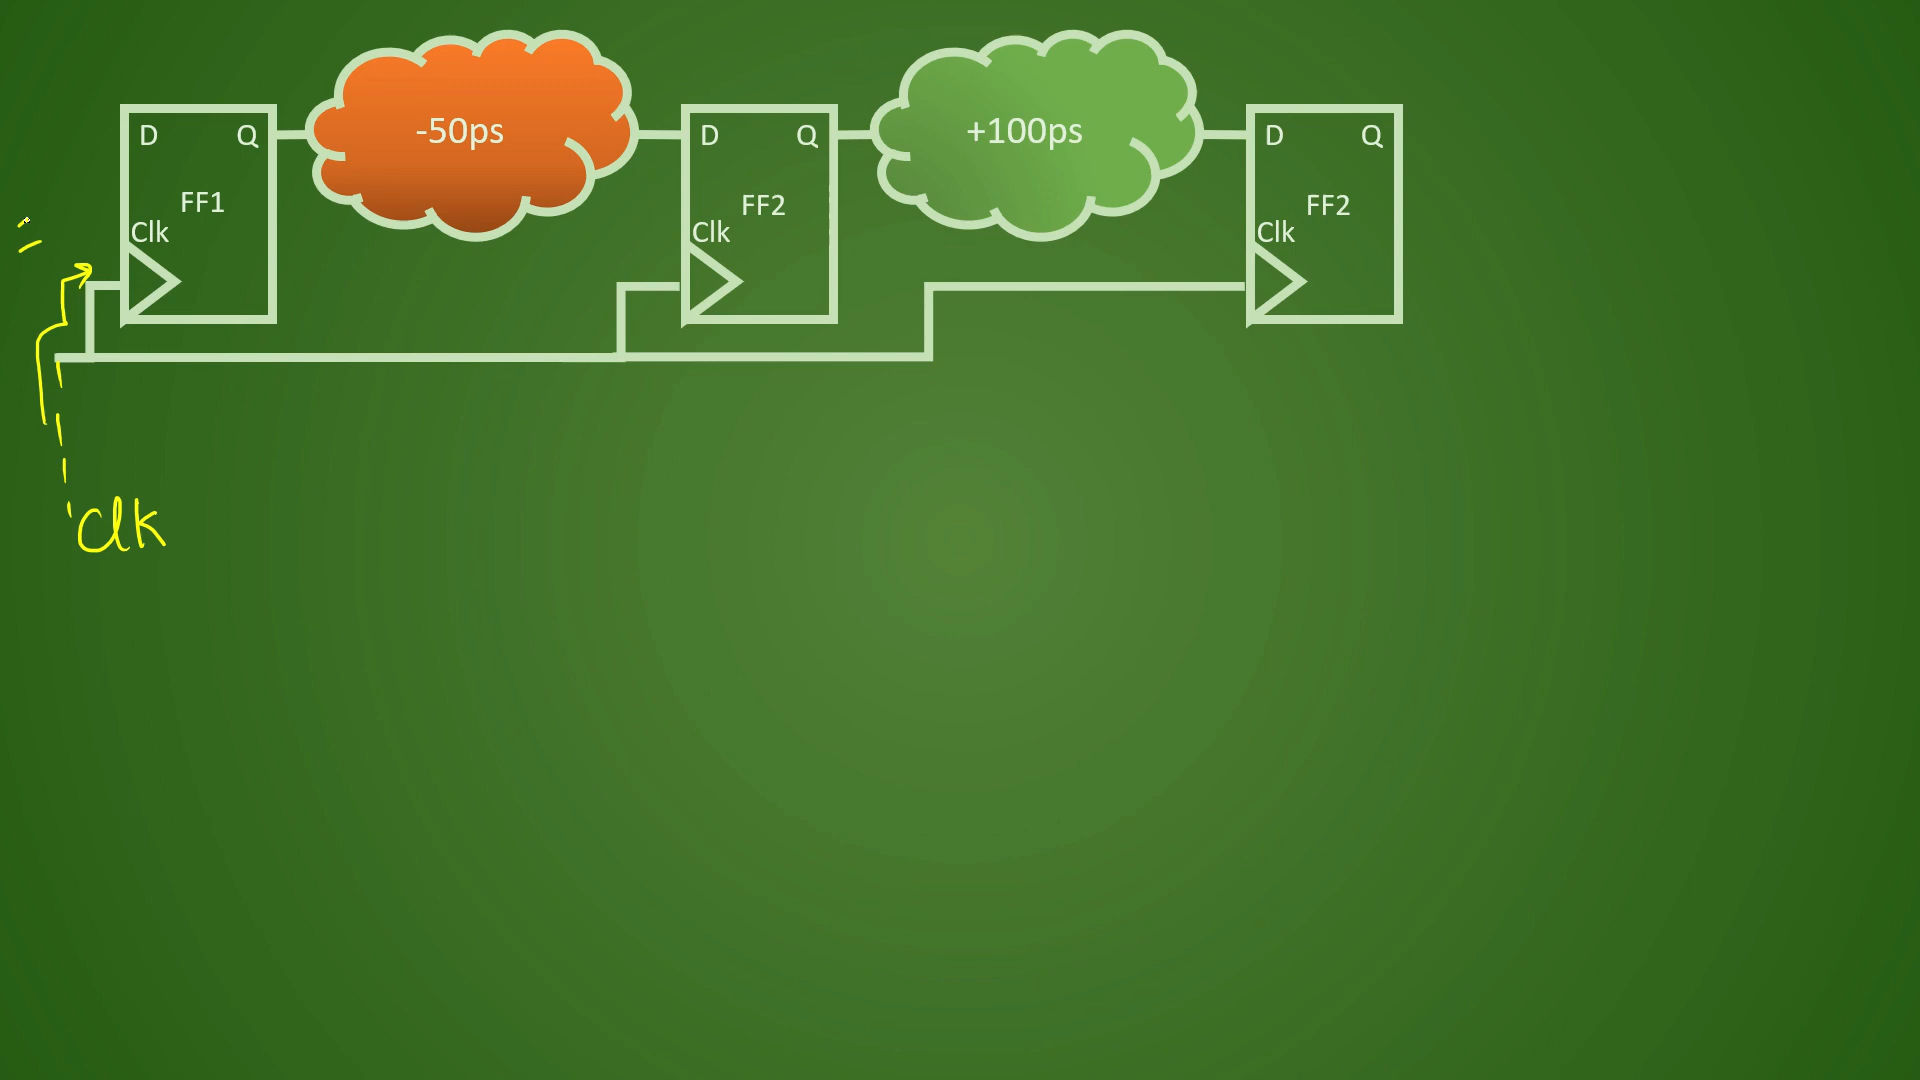 D Q
FF1
Clk
-50ps
D Q
FF2
Clk
+100ps
D Q
FF2
Clk
Clk